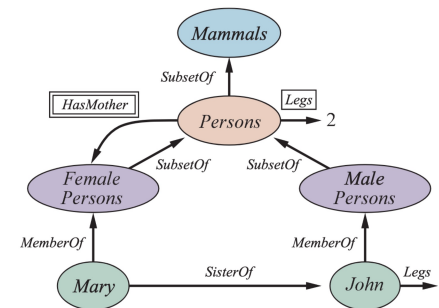 Mammals
SubsetOf
HasMother
Legs
Persons
2
SubsetOf
SubsetOf
Female
Persons
Male
Persons
MemberOf
MemberOf
Mary
SisterOf
John
Legs